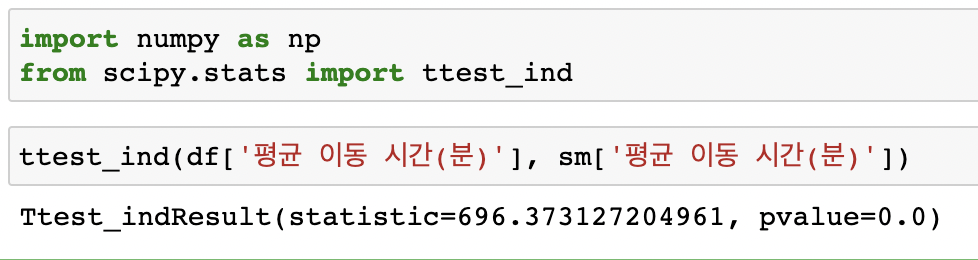 import numpy as np
from scipy.stats import ttest_ind
ttest_ind(df['평균 이동 시간(분)'], sm['평균 이동 시간(분)'])
Ttest_indResult(statistic=696.373127204961, pvalue=0.0)